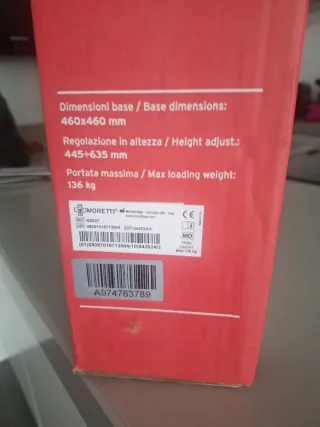 Dimensioni base / Base dimensions:
460x460 mm
Regolazione in altezza / Height adjust.:
445÷635 mm
Portata massima / Max loading weight:
136 kg
MORETTI
MD
A974763789